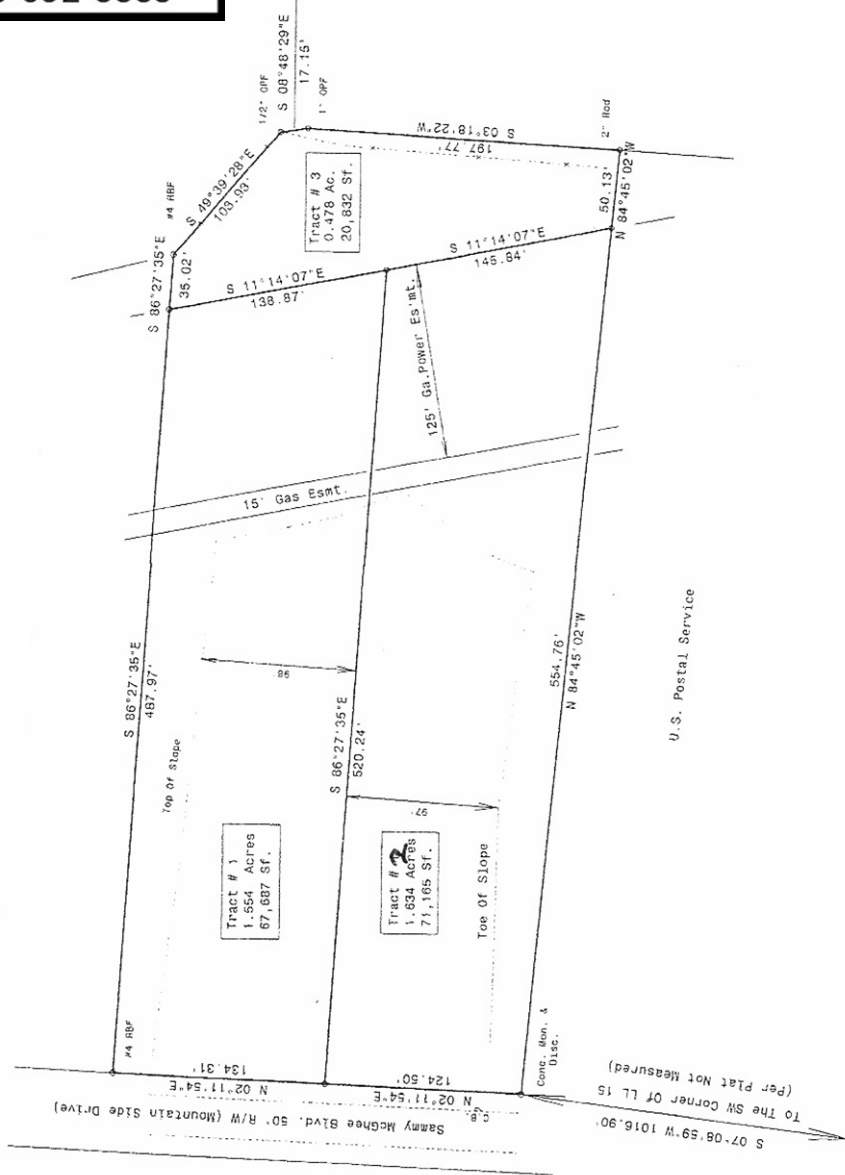 S 08°48'29"E
17.15'
1/2" OPF
1" OPF
S 49°39'28"E
103.93'
#4 RBF
S 86°27'35"E
35.02'
S 03°18'22"W
197.77'
2" Rod
Tract # 3
0.478 Ac.
20,832 Sf.
S 11°14'07"E
138.87'
S 11°14'07"E
145.84'
50.13'
N 84°45'02"W
125' Ga.Power Es'mt.
15' Gas Esmt.
S 86°27'35"E
487.97'
Top Of Slope
98'
S 86°27'35"E
520.24'
97'
554.76'
N 84°45'02"W
U.S. Postal Service
Tract # 1
1.554 Acres
67,687 Sf.
Tract # 2
1.634 Acres
71,165 Sf.
Toe Of Slope
#4 RBF
134.31'
N 02°11'54"E
124.50'
N 02°11'54"E
C.B.
Conc. Mon. &
Disc.
Sammy McGhee Blvd. 50' R/W (Mountain Side Drive)
S 07°08'59"W 1016.90'
To The SW Corner Of LL 15
(Per Plat Not Measured)